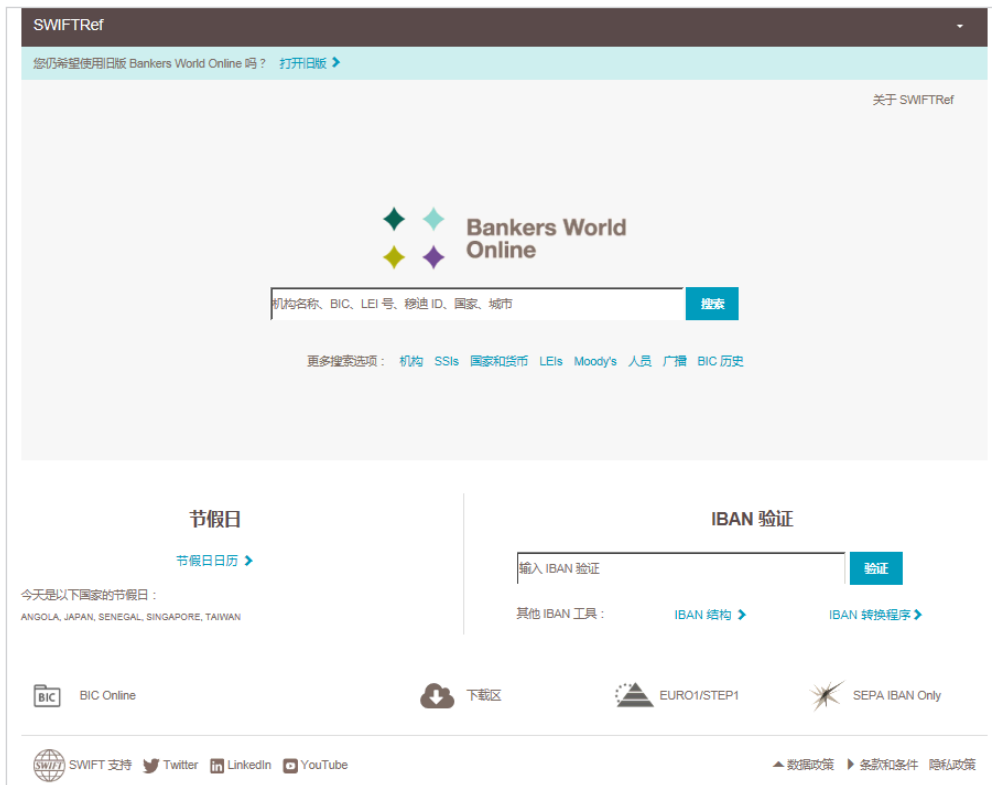 SWIFTRef
您仍希望使用旧版 Bankers World Online 吗？ 打开旧版
关于 SWIFTRef
Bankers World
Online
机构名称、BIC、LEI 号、穆迪 ID、国家、城市
搜索
更多搜索选项： 机构 SSIs 国家和货币 LEIs Moody's 人员 广播 BIC 历史
节假日
节假日日历
今天是以下国家的节假日：
ANGOLA, JAPAN, SENEGAL, SINGAPORE, TAIWAN
IBAN 验证
输入 IBAN 验证
验证
其他 IBAN 工具： IBAN 结构 IBAN 转换程序
BIC BIC Online 下载区 EURO1/STEP1 SEPA IBAN Only
SWIFT SWIFT 支持 Twitter LinkedIn YouTube 数据政策 条款和条件 隐私政策